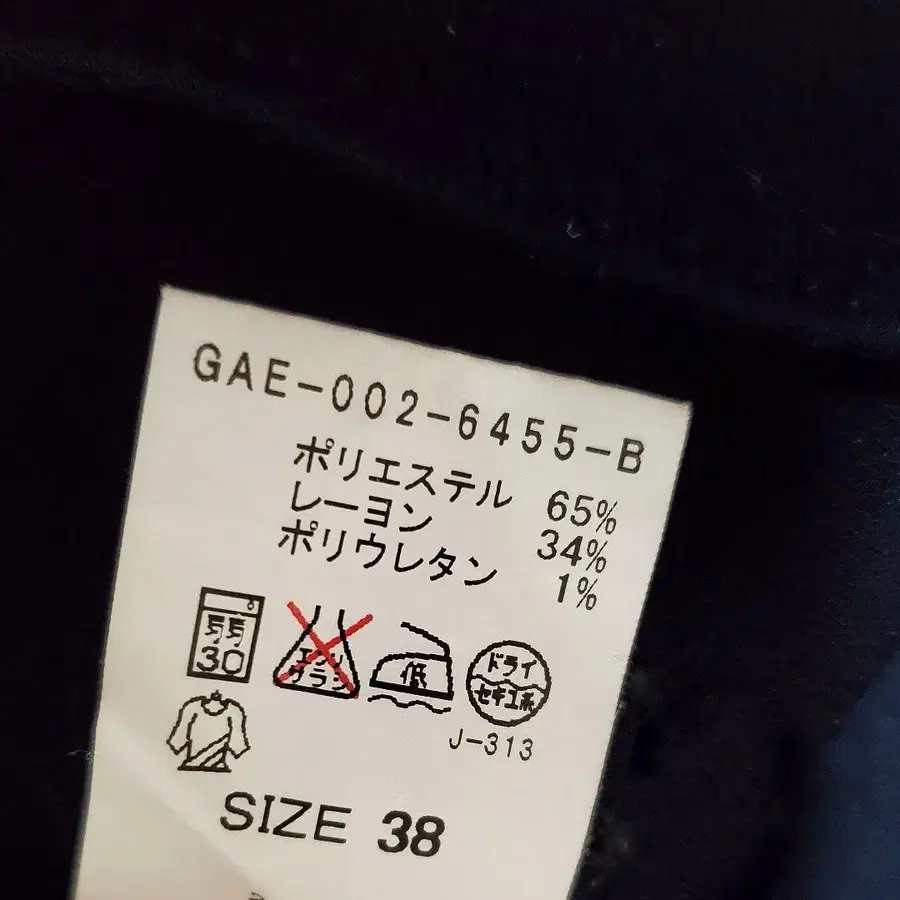 GAE-002-6455-B
ポリエステル 65%
レーヨン 34%
ポリウレタン 1%
弱
30
エンソ
サラシ
低
ドライ
セキユ系
J-313
SIZE 38